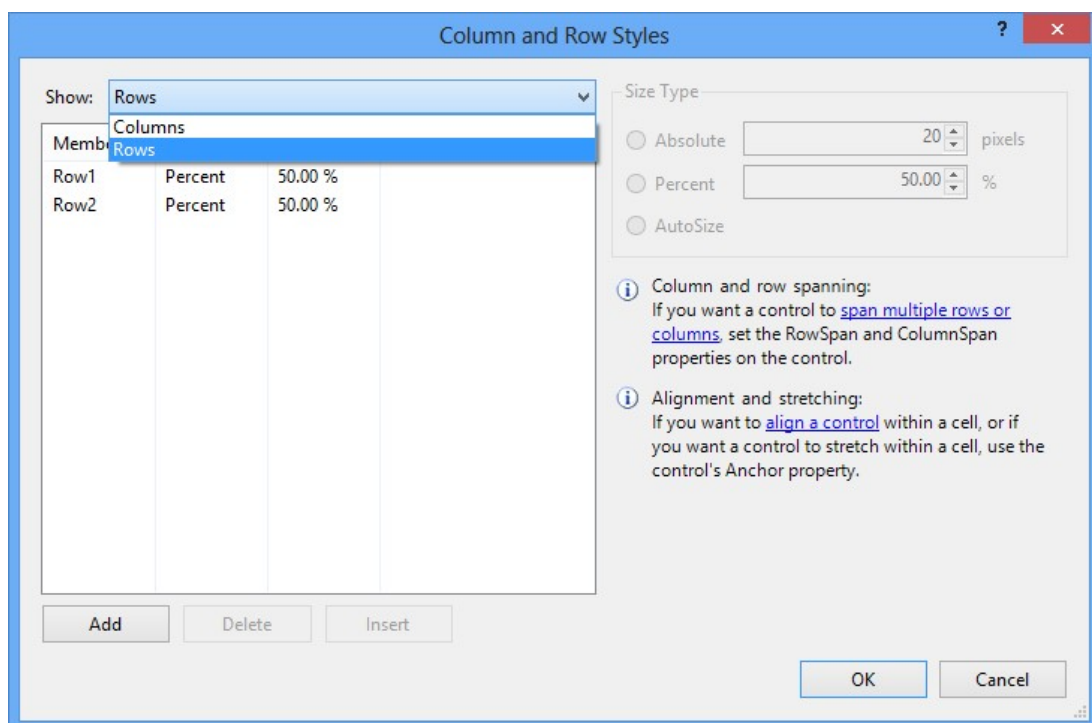 Column and Row Styles
?
Show: Rows
Columns
Rows
Memb
Row1 Percent 50.00 %
Row2 Percent 50.00 %
Add Delete Insert
Size Type
Absolute 20 pixels
Percent 50.00 %
AutoSize
Column and row spanning:
If you want a control to span multiple rows or
columns, set the RowSpan and ColumnSpan
properties on the control.
Alignment and stretching:
If you want to align a control within a cell, or if
you want a control to stretch within a cell, use the
control's Anchor property.
OK Cancel